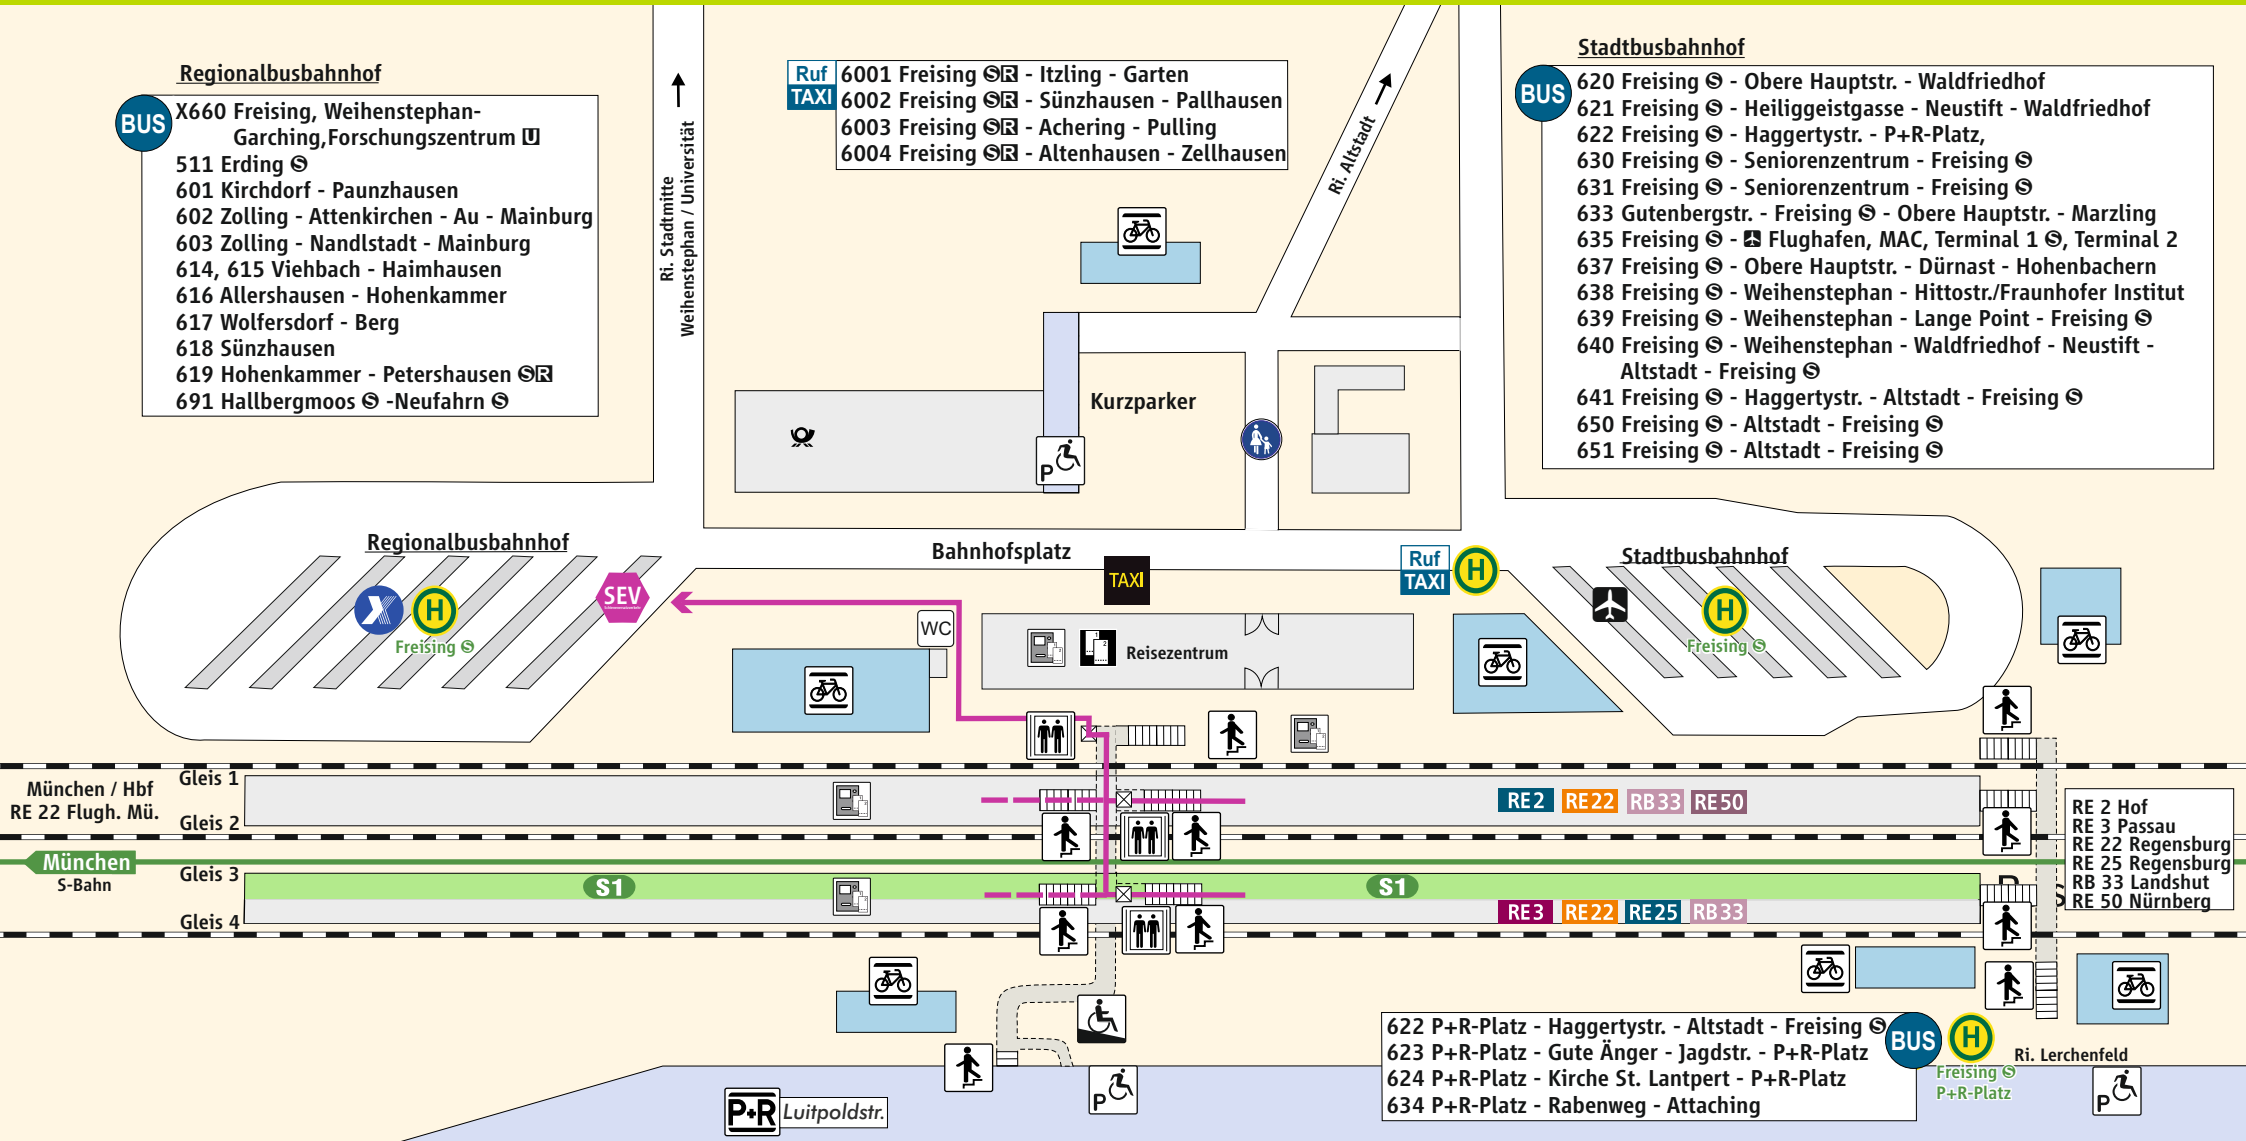 Regionalbusbahnhof
BUS
X660 Freising, Weihenstephan-
Garching,Forschungszentrum U
511 Erding S
601 Kirchdorf - Paunzhausen
602 Zolling - Attenkirchen - Au - Mainburg
603 Zolling - Nandlstadt - Mainburg
614, 615 Viehbach - Haimhausen
616 Allershausen - Hohenkammer
617 Wolfersdorf - Berg
618 Sünzhausen
619 Hohenkammer - Petershausen S R
691 Hallbergmoos S -Neufahrn S
Ri. Stadtmitte
Weihenstephan / Universität
Ruf
TAXI
6001 Freising S R - Itzling - Garten
6002 Freising S R - Sünzhausen - Pallhausen
6003 Freising S R - Achering - Pulling
6004 Freising S R - Altenhausen - Zellhausen
Ri. Altstadt
Stadtbusbahnhof
BUS
620 Freising S - Obere Hauptstr. - Waldfriedhof
621 Freising S - Heiliggeistgasse - Neustift - Waldfriedhof
622 Freising S - Haggertystr. - P+R-Platz,
630 Freising S - Seniorenzentrum - Freising S
631 Freising S - Seniorenzentrum - Freising S
633 Gutenbergstr. - Freising S - Obere Hauptstr. - Marzling
635 Freising S - Flughafen, MAC, Terminal 1 S, Terminal 2
637 Freising S - Obere Hauptstr. - Dürnast - Hohenbachern
638 Freising S - Weihenstephan - Hittostr./Fraunhofer Institut
639 Freising S - Weihenstephan - Lange Point - Freising S
640 Freising S - Weihenstephan - Waldfriedhof - Neustift -
Altstadt - Freising S
641 Freising S - Haggertystr. - Altstadt - Freising S
650 Freising S - Altstadt - Freising S
651 Freising S - Altstadt - Freising S
Kurzparker
P
Regionalbusbahnhof
Bahnhofsplatz
TAXI
Ruf
TAXI
H
Stadtbusbahnhof
X
H
Freising S
SEV
WC
1
2
Reisezentrum
H
Freising S
München / Hbf
RE 22 Flugh. Mü.
Gleis 1
Gleis 2
RE2 RE22 RB33 RE50
München
S-Bahn
Gleis 3
Gleis 4
S1
S1
RE3 RE22 RE25 RB33
RE 2 Hof
RE 3 Passau
RE 22 Regensburg
RE 25 Regensburg
RB 33 Landshut
RE 50 Nürnberg
622 P+R-Platz - Haggertystr. - Altstadt - Freising S
623 P+R-Platz - Gute Änger - Jagdstr. - P+R-Platz
624 P+R-Platz - Kirche St. Lantpert - P+R-Platz
634 P+R-Platz - Rabenweg - Attaching
BUS
H
Freising S
P+R-Platz
Ri. Lerchenfeld
P
P+R
Luitpoldstr.
P